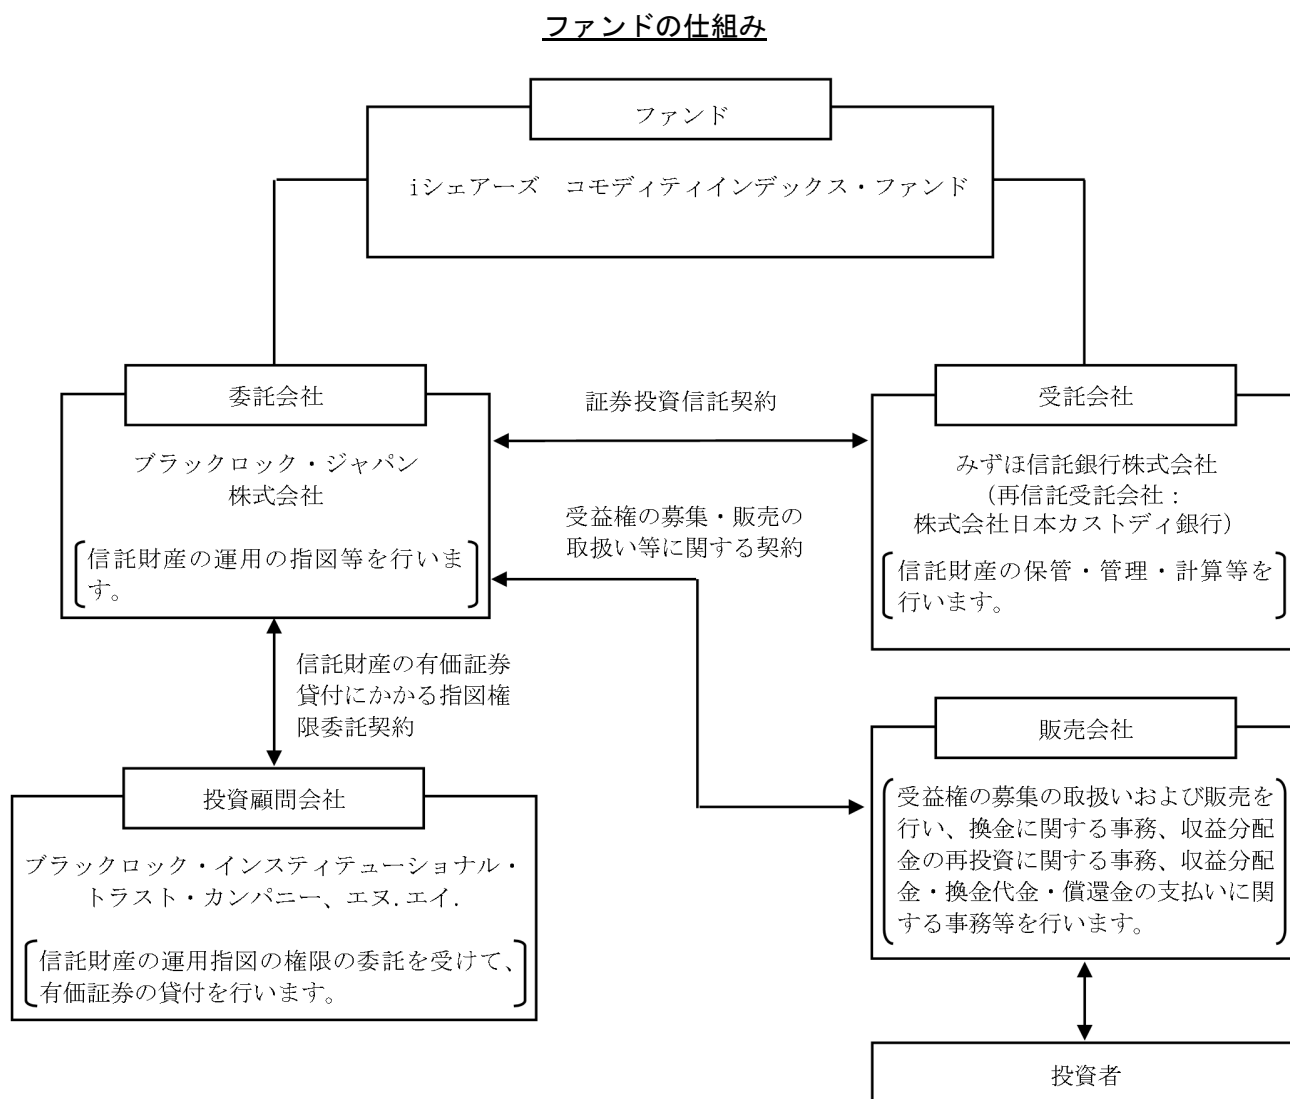 ファンドの仕組み
ファンド
iシェアーズ　コモディティインデックス・ファンド
委託会社
ブラックロック・ジャパン
株式会社
信託財産の運用の指図等を行いま
す。
証券投資信託契約
受益権の募集・販売の
取扱い等に関する契約
受託会社
みずほ信託銀行株式会社
（再信託受託会社：
株式会社日本カストディ銀行）
信託財産の保管・管理・計算等を
行います。
信託財産の有価証券
貸付にかかる指図権
限委託契約
投資顧問会社
ブラックロック・インスティテューショナル・
トラスト・カンパニー、エヌ.エイ.
信託財産の運用指図の権限の委託を受けて、
有価証券の貸付を行います。
販売会社
受益権の募集の取扱いおよび販売を
行い、換金に関する事務、収益分配
金の再投資に関する事務、収益分配
金・換金代金・償還金の支払いに関
する事務等を行います。
投資者